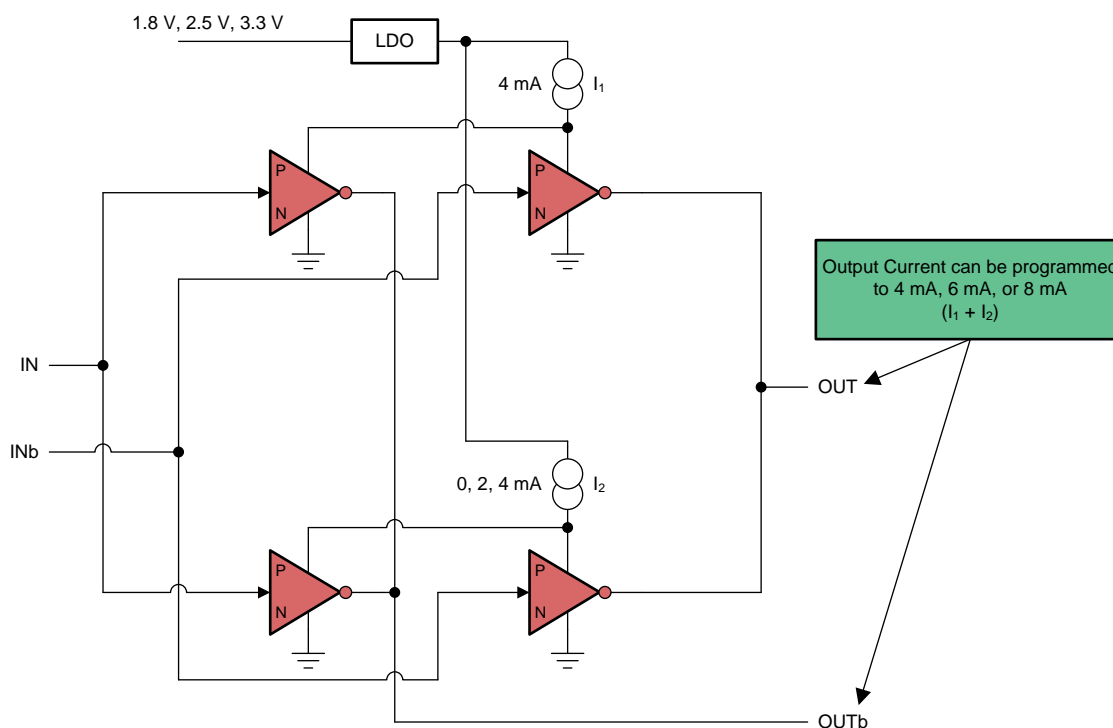 1.8 V, 2.5 V, 3.3 V
LDO
4 mA
I₁
P
N
P
N
Output Current can be programmed
to 4 mA, 6 mA, or 8 mA
(I₁ + I₂)
IN
OUT
INb
0, 2, 4 mA
I₂
P
N
P
N
OUTb